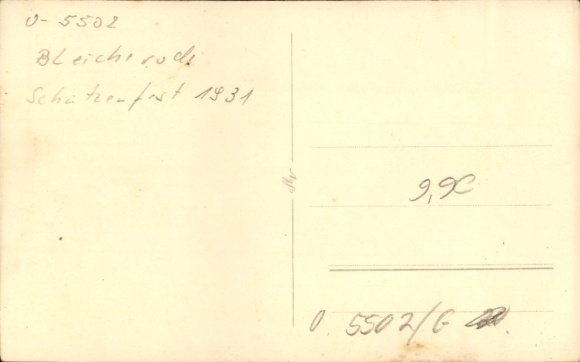 O-5502
Bleicherode
Schützenfest 1931
9,90
O 5502/G